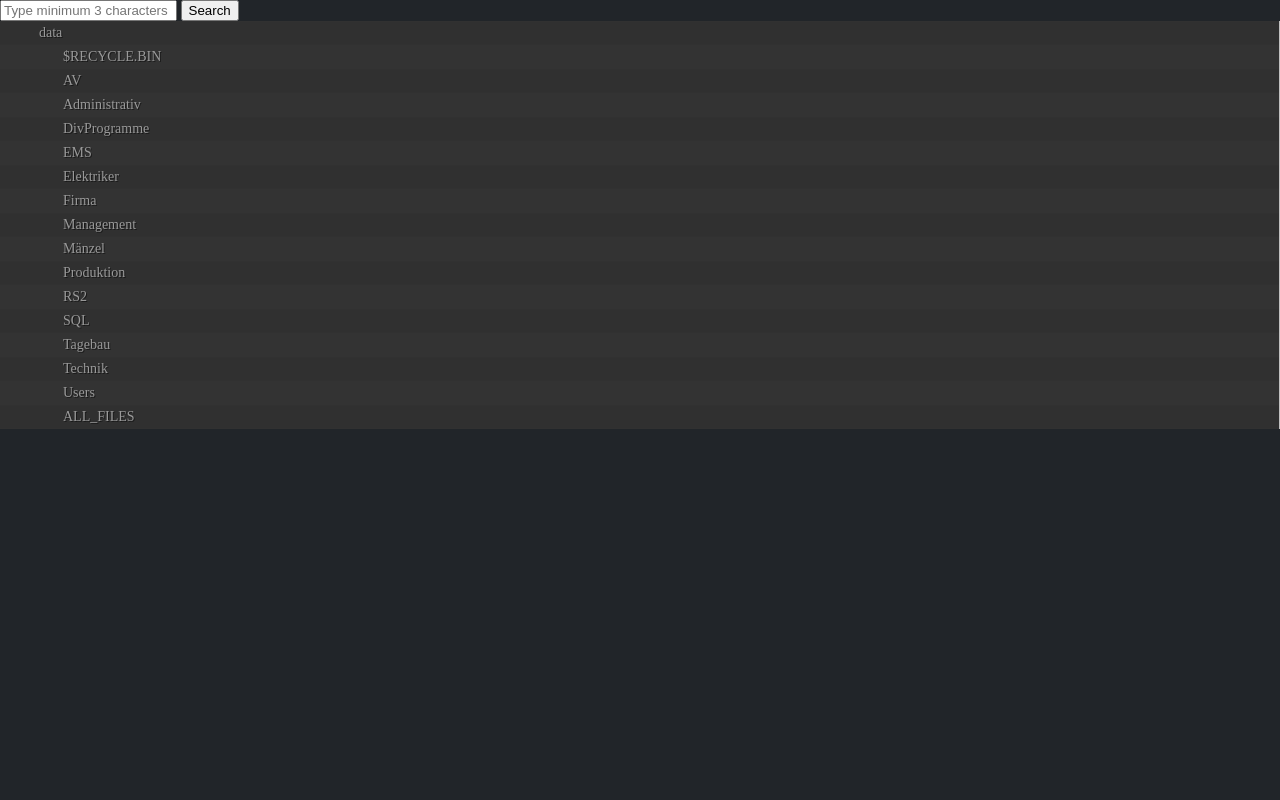 Type minimum 3 characters Search
data
$RECYCLE.BIN
AV
Administrativ
DivProgramme
EMS
Elektriker
Firma
Management
Mänzel
Produktion
RS2
SQL
Tagebau
Technik
Users
ALL_FILES